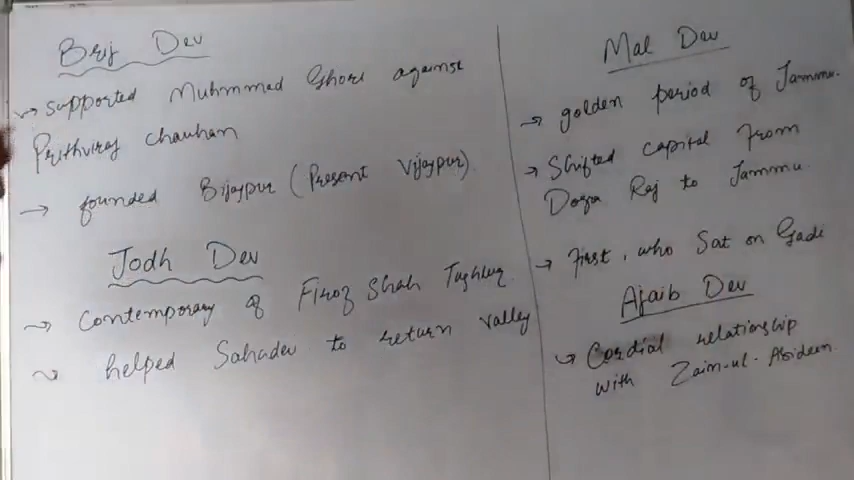 Brij Dev
→ supported Muhmmad Ghori against
Prithviraj Chauhan
→ founded Bijaypur (Present Vijaypur)
Jodh Dev
→ Contemporary of Firoz Shah Tughluq
→ helped Sahadev to return valley
Mal Dev
→ golden period of Jammu.
→ Shifted capital from
Dogra Raj to Jammu.
→ first, who Sat on Gadi
Ajaib Dev
→ Cordial relationship
with Zain-ul-Abideen.